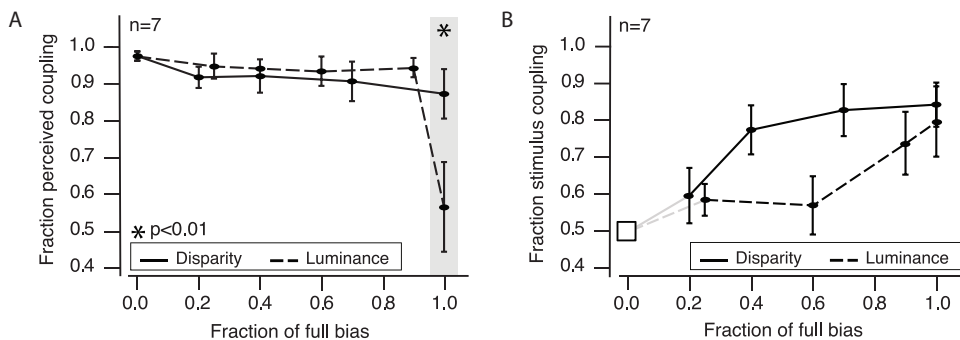 A
n=7
*
Fraction perceived coupling
1.0
0.9
0.8
0.7
0.6
0.5
0.4
* p<0.01
Disparity Luminance
0.0 0.2 0.4 0.6 0.8 1.0
Fraction of full bias
B
n=7
Fraction stimulus coupling
1.0
0.9
0.8
0.7
0.6
0.5
0.4
Disparity Luminance
0.0 0.2 0.4 0.6 0.8 1.0
Fraction of full bias